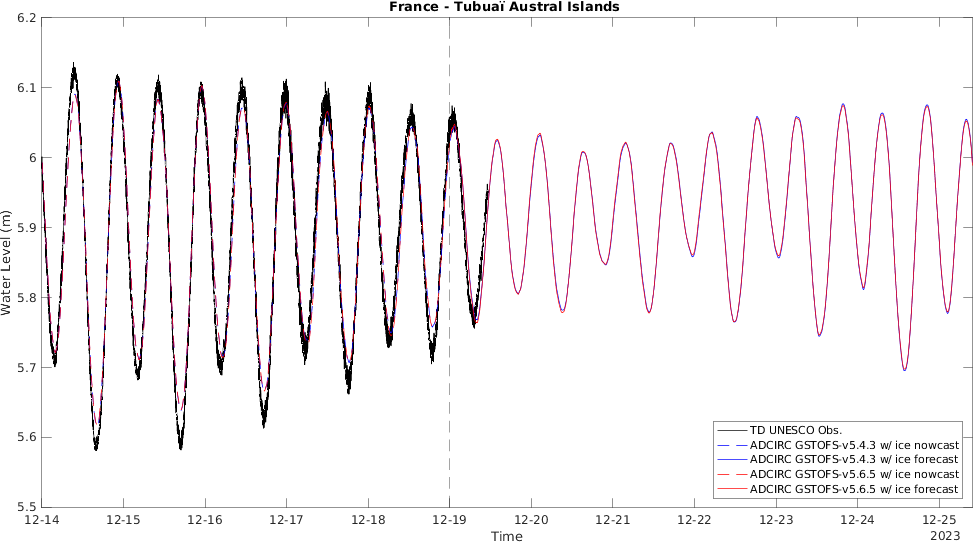 France - Tubuaï Austral Islands
6.2
6.1
6
5.9
5.8
5.7
5.6
5.5
Water Level (m)
TD UNESCO Obs.
ADCIRC GSTOFS-v5.4.3 w/ ice nowcast
ADCIRC GSTOFS-v5.4.3 w/ ice forecast
ADCIRC GSTOFS-v5.6.5 w/ ice nowcast
ADCIRC GSTOFS-v5.6.5 w/ ice forecast
12-14 12-15 12-16 12-17 12-18 12-19 12-20 12-21 12-22 12-23 12-24 12-25
Time
2023